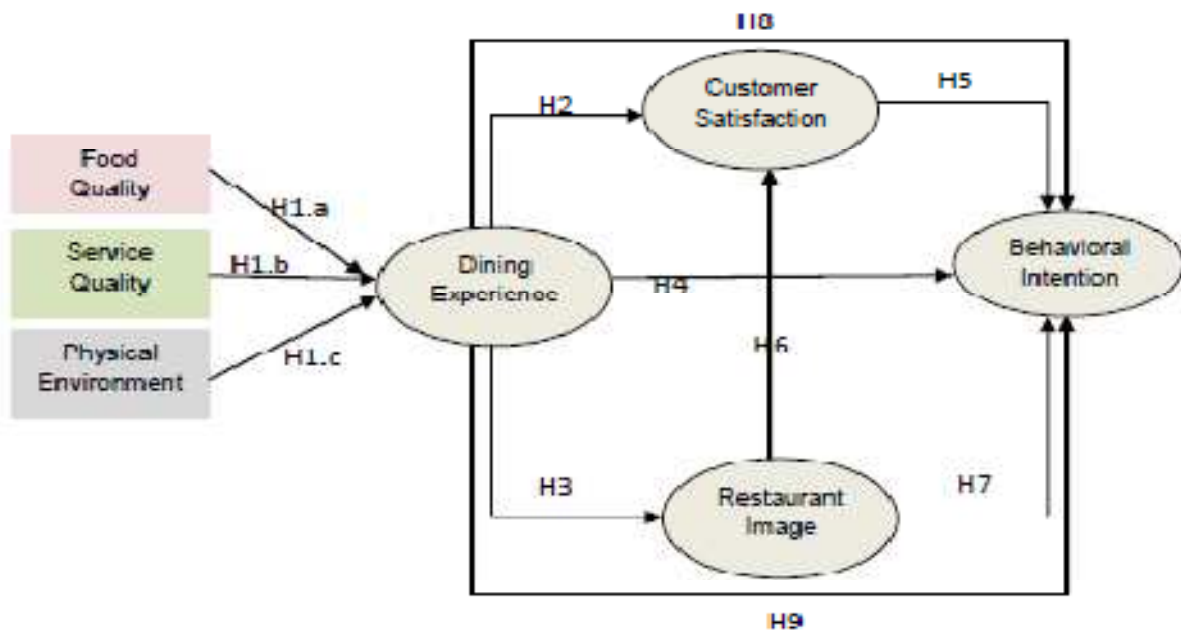 H8
Customer
Satisfaction
H5
H2
Food
Quality
H1.a
Service
Quality
H1.b
Dining
Experience
H4
Behavioral
Intention
Physical
Environment
H1.c
H6
H3
Restaurant
Image
H7
H9